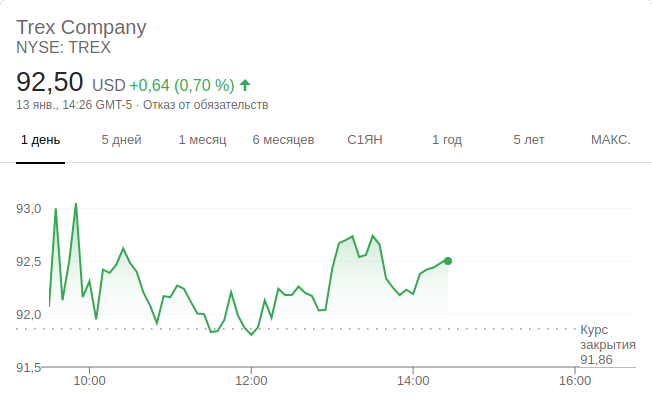 Trex Company
NYSE: TREX
92,50 USD +0,64 (0,70 %)
13 янв., 14:26 GMT-5 · Отказ от обязательств
1 день 5 дней 1 месяц 6 месяцев С1ЯН 1 год 5 лет МАКС.
93,0
92,5
92,0
Курс
закрытия
91,86
91,5
10:00 12:00 14:00 16:00